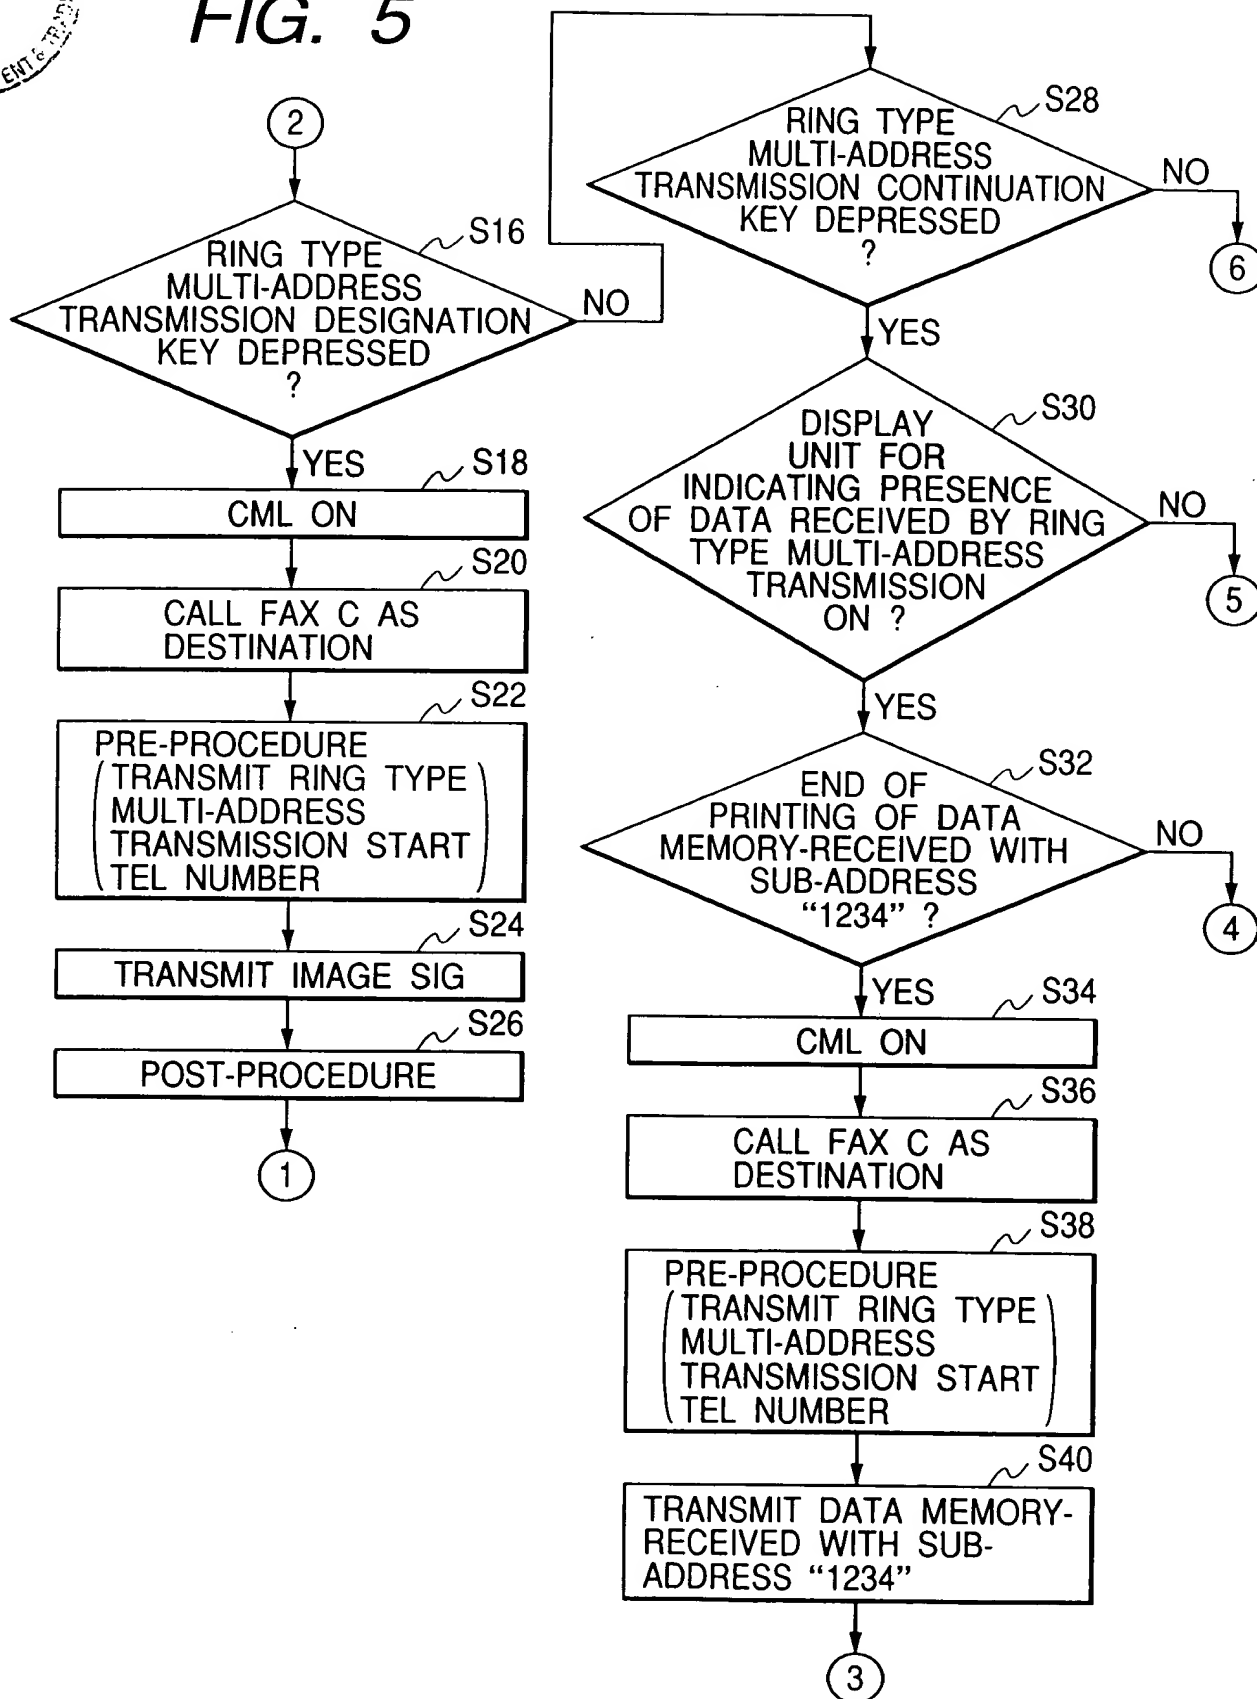 FIG. 5
ENT & TRAD
2
RING TYPE
MULTI-ADDRESS
TRANSMISSION DESIGNATION
KEY DEPRESSED
?
S16
NO
YES
S18
CML ON
S20
CALL FAX C AS
DESTINATION
S22
PRE-PROCEDURE
(TRANSMIT RING TYPE
MULTI-ADDRESS
TRANSMISSION START
TEL NUMBER)
S24
TRANSMIT IMAGE SIG
S26
POST-PROCEDURE
1
RING TYPE
MULTI-ADDRESS
TRANSMISSION CONTINUATION
KEY DEPRESSED
?
S28
NO
6
YES
DISPLAY
UNIT FOR
INDICATING PRESENCE
OF DATA RECEIVED BY RING
TYPE MULTI-ADDRESS
TRANSMISSION
ON ?
S30
NO
5
YES
END OF
PRINTING OF DATA
MEMORY-RECEIVED WITH
SUB-ADDRESS
“1234” ?
S32
NO
4
YES
S34
CML ON
S36
CALL FAX C AS
DESTINATION
S38
PRE-PROCEDURE
(TRANSMIT RING TYPE
MULTI-ADDRESS
TRANSMISSION START
TEL NUMBER)
S40
TRANSMIT DATA MEMORY-
RECEIVED WITH SUB-
ADDRESS “1234”
3